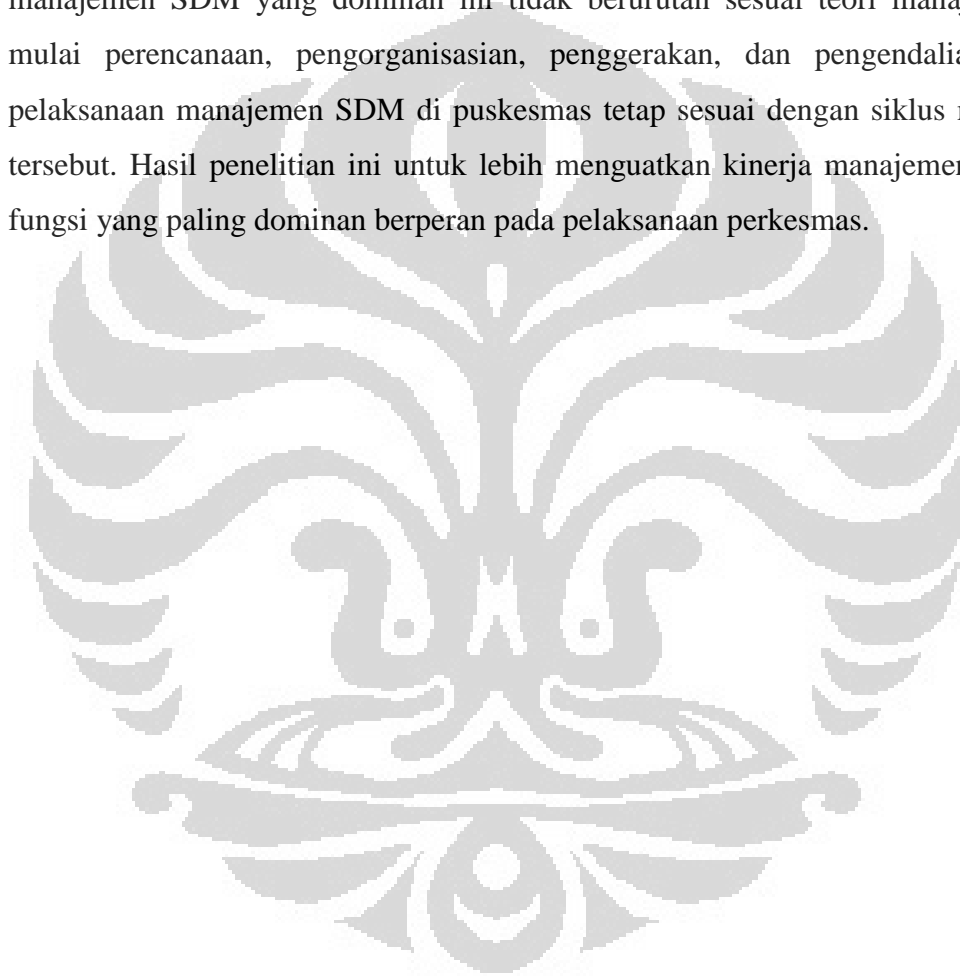 manajemen SDM yang dominan ini tidak berurutan sesuai teori
mulai perencanaan, pengorganisasian, penggerakan, dan
pelaksanaan manajemen SDM di puskesmas tetap sesuai dengan siklus
tersebut. Hasil penelitian ini untuk lebih menguatkan kinerja manajemen
fungsi yang paling dominan berperan pada pelaksanaan perkesmas.